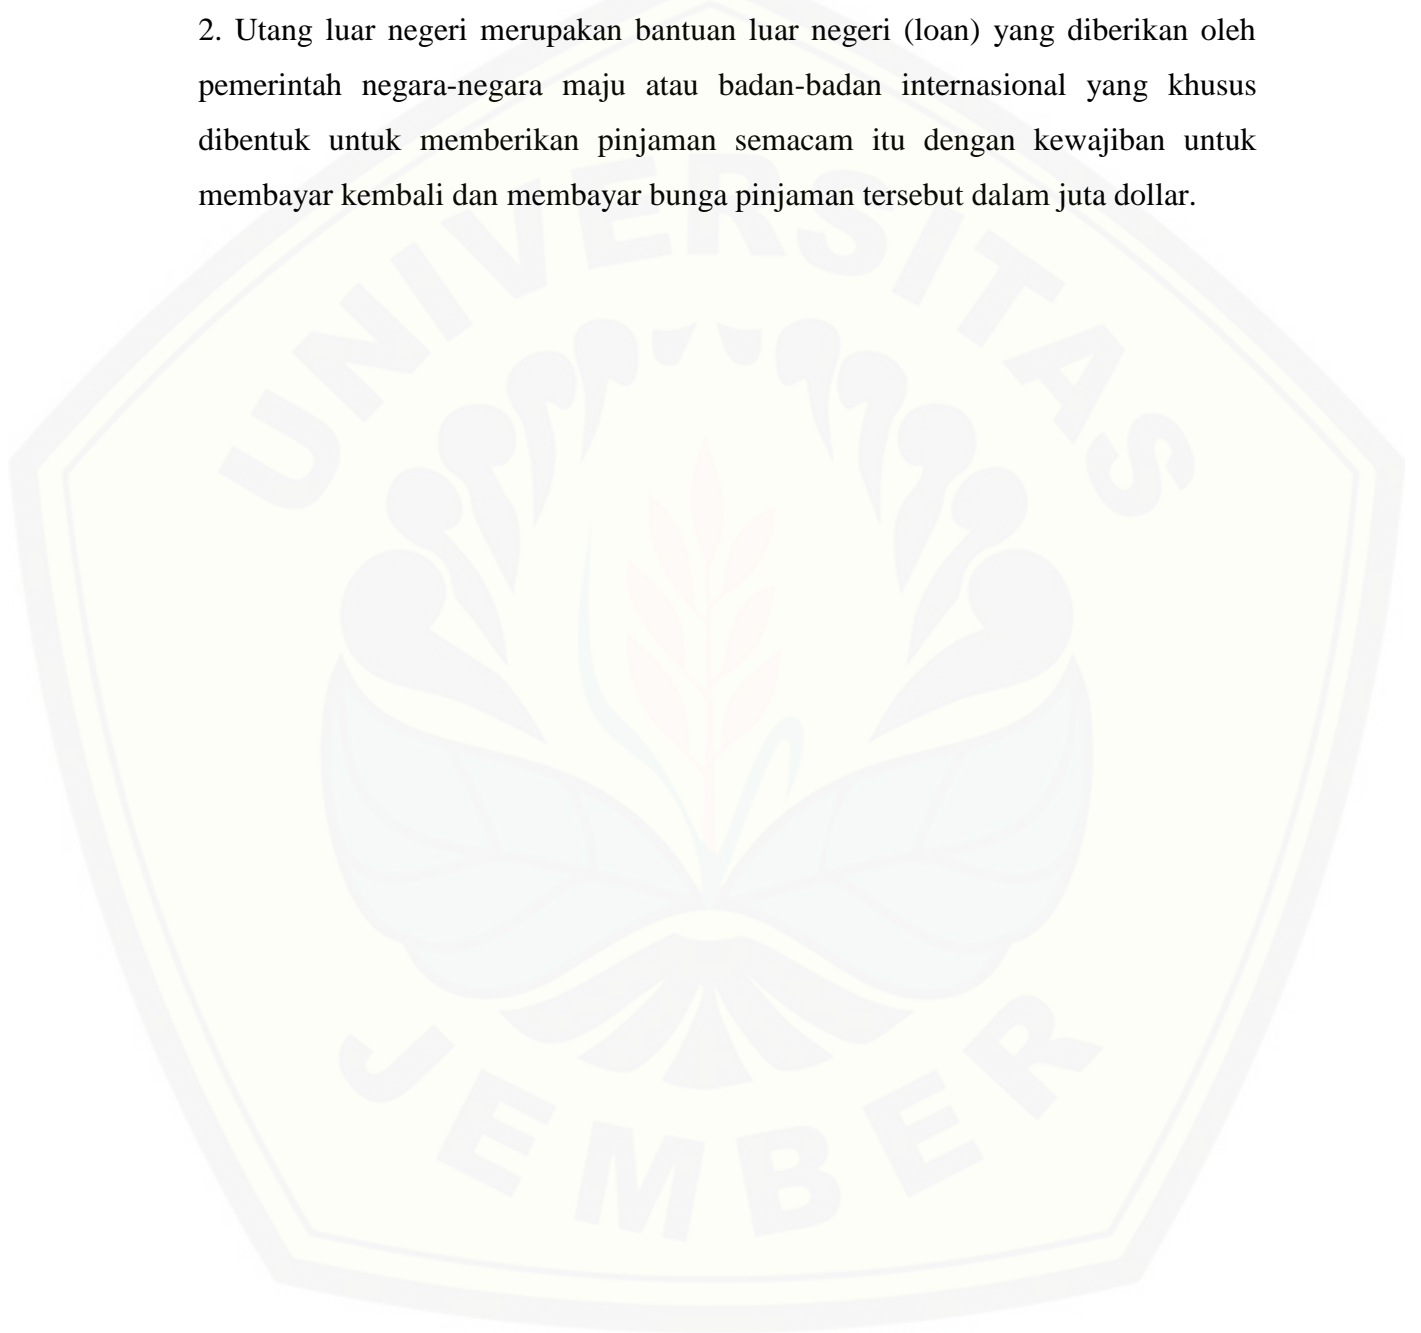 2. Utang luar negeri merupakan bantuan luar negeri (loan) yang diberikan oleh
pemerintah negara-negara maju atau badan-badan internasional yang khusus
dibentuk untuk memberikan pinjaman semacam itu dengan kewajiban untuk
membayar kembali dan membayar bunga pinjaman tersebut dalam juta dollar.
UNIVERSITAS
JEMBER